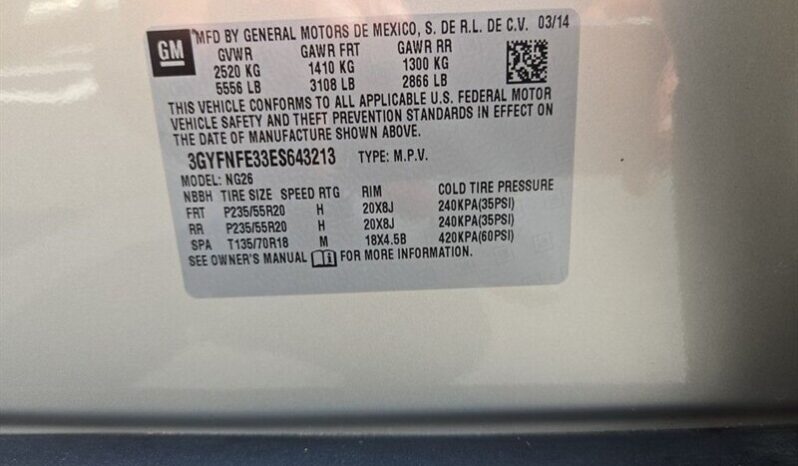 GM MFD BY GENERAL MOTORS DE MEXICO, S. DE R.L. DE C.V. 03/14
GVWR GAWR FRT GAWR RR
2520 KG 1410 KG 1300 KG
5556 LB 3108 LB 2866 LB
THIS VEHICLE CONFORMS TO ALL APPLICABLE U.S. FEDERAL MOTOR
VEHICLE SAFETY AND THEFT PREVENTION STANDARDS IN EFFECT ON
THE DATE OF MANUFACTURE SHOWN ABOVE.
3GYFNFE33ES643213 TYPE: M.P.V.
MODEL: NG26
NBBH TIRE SIZE SPEED RTG RIM COLD TIRE PRESSURE
FRT P235/55R20 H 20X8J 240KPA(35PSI)
RR P235/55R20 H 20X8J 240KPA(35PSI)
SPA T135/70R18 M 18X4.5B 420KPA(60PSI)
SEE OWNER'S MANUAL FOR MORE INFORMATION.